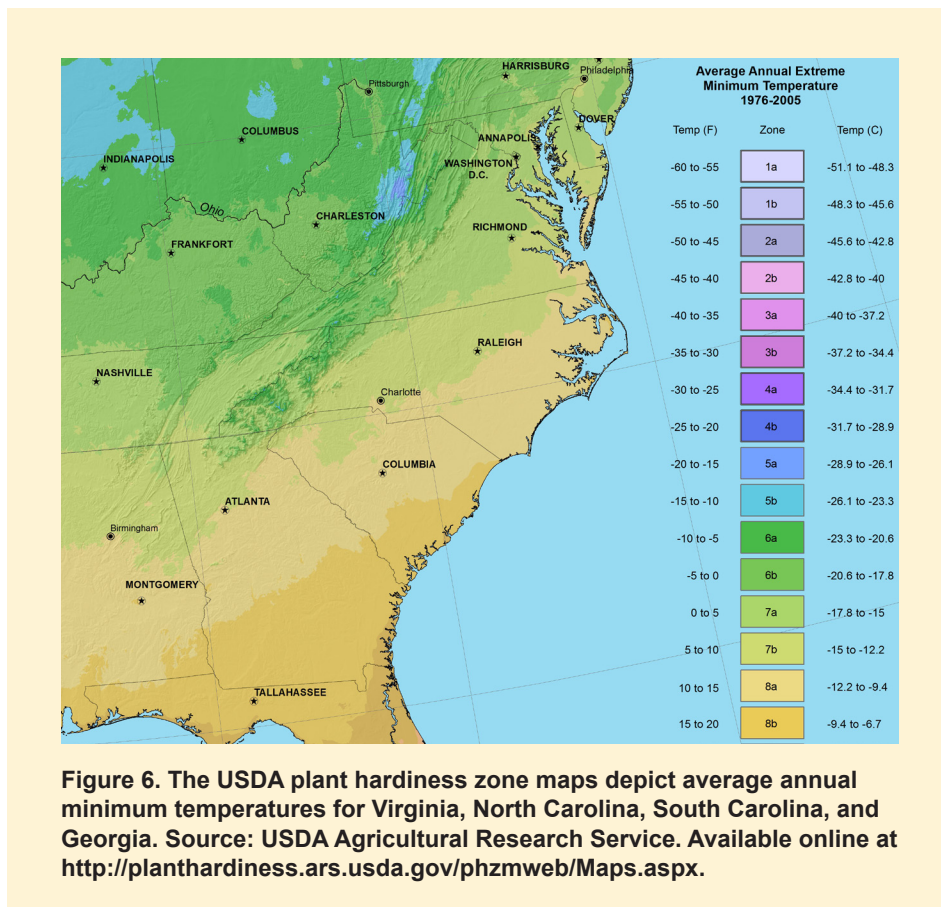 HARRISBURG
Philadelphia
Pittsburgh
DOVER
COLUMBUS
ANNAPOLIS
INDIANAPOLIS
WASHINGTON
D.C.
Ohio
CHARLESTON
RICHMOND
FRANKFORT
RALEIGH
NASHVILLE
Charlotte
COLUMBIA
ATLANTA
Birmingham
MONTGOMERY
TALLAHASSEE
Average Annual Extreme
Minimum Temperature
1976-2005
Temp (F) Zone Temp (C)
-60 to -55 1a -51.1 to -48.3
-55 to -50 1b -48.3 to -45.6
-50 to -45 2a -45.6 to -42.8
-45 to -40 2b -42.8 to -40
-40 to -35 3a -40 to -37.2
-35 to -30 3b -37.2 to -34.4
-30 to -25 4a -34.4 to -31.7
-25 to -20 4b -31.7 to -28.9
-20 to -15 5a -28.9 to -26.1
-15 to -10 5b -26.1 to -23.3
-10 to -5 6a -23.3 to -20.6
-5 to 0 6b -20.6 to -17.8
0 to 5 7a -17.8 to -15
5 to 10 7b -15 to -12.2
10 to 15 8a -12.2 to -9.4
15 to 20 8b -9.4 to -6.7
Figure 6. The USDA plant hardiness zone maps depict average annual
minimum temperatures for Virginia, North Carolina, South Carolina, and
Georgia. Source: USDA Agricultural Research Service. Available online at
http://planthardiness.ars.usda.gov/phzmweb/Maps.aspx.